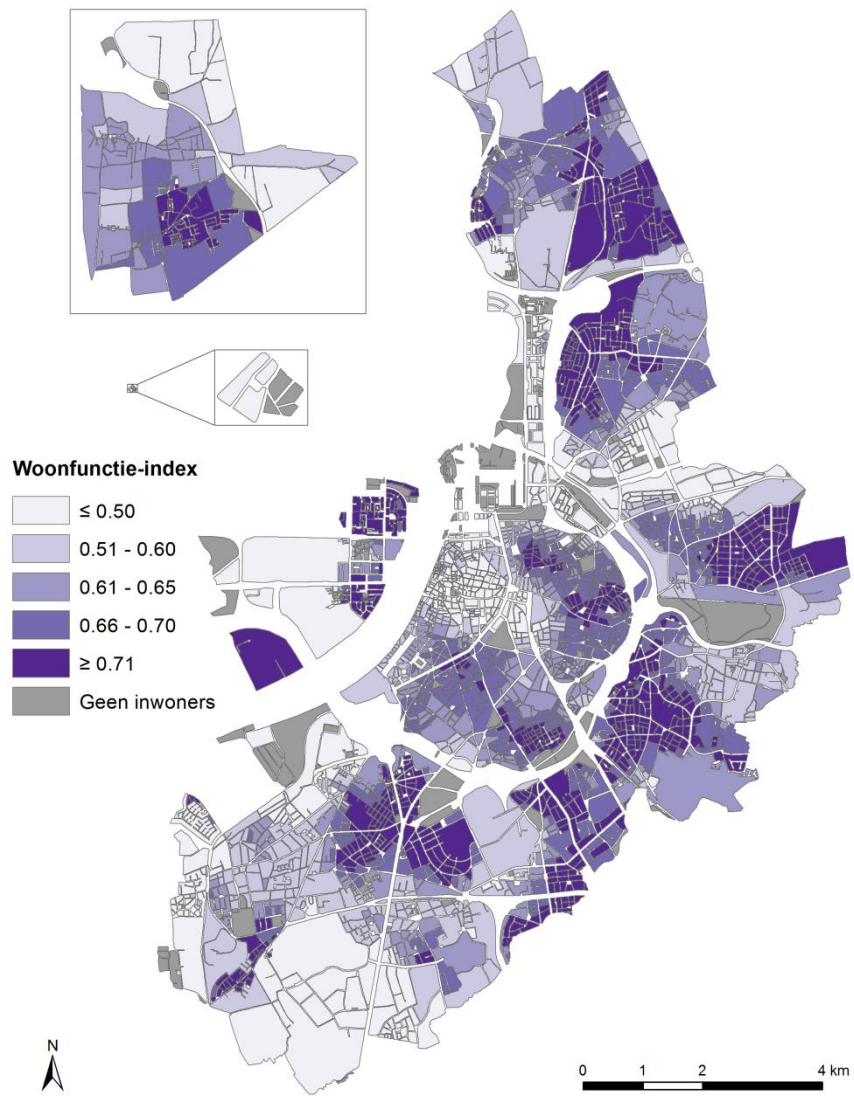 Woonfunctie-index
≤ 0.50
0.51 - 0.60
0.61 - 0.65
0.66 - 0.70
≥ 0.71
Geen inwoners
N
0 1 2 4 km